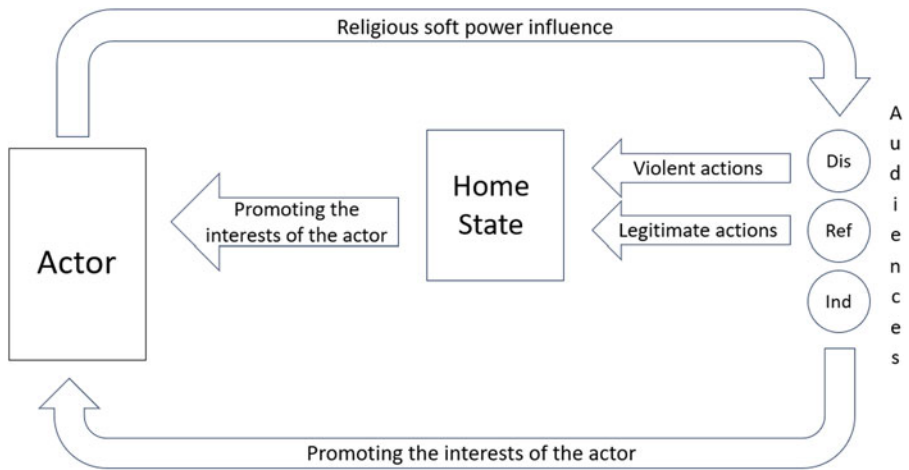 Religious soft power influence
Audiences
Dis
Violent actions
Home
State
Promoting the
interests of the actor
Legitimate actions
Ref
Actor
Ind
Promoting the interests of the actor